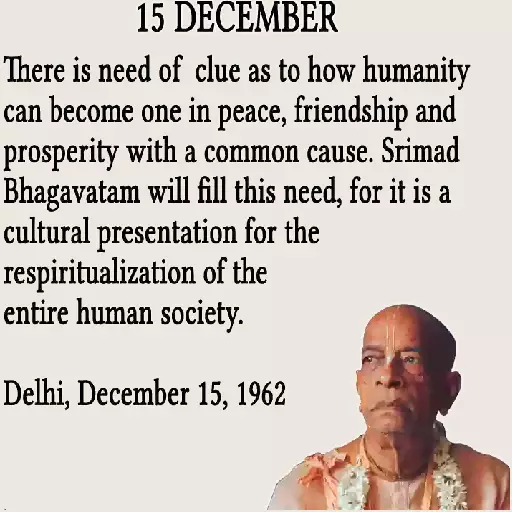 15 DECEMBER
There is need of clue as to how humanity
can become one in peace, friendship and
prosperity with a common cause. Srimad
Bhagavatam will fill this need, for it is a
cultural presentation for the
respiritualization of the
entire human society.
Delhi, December 15, 1962